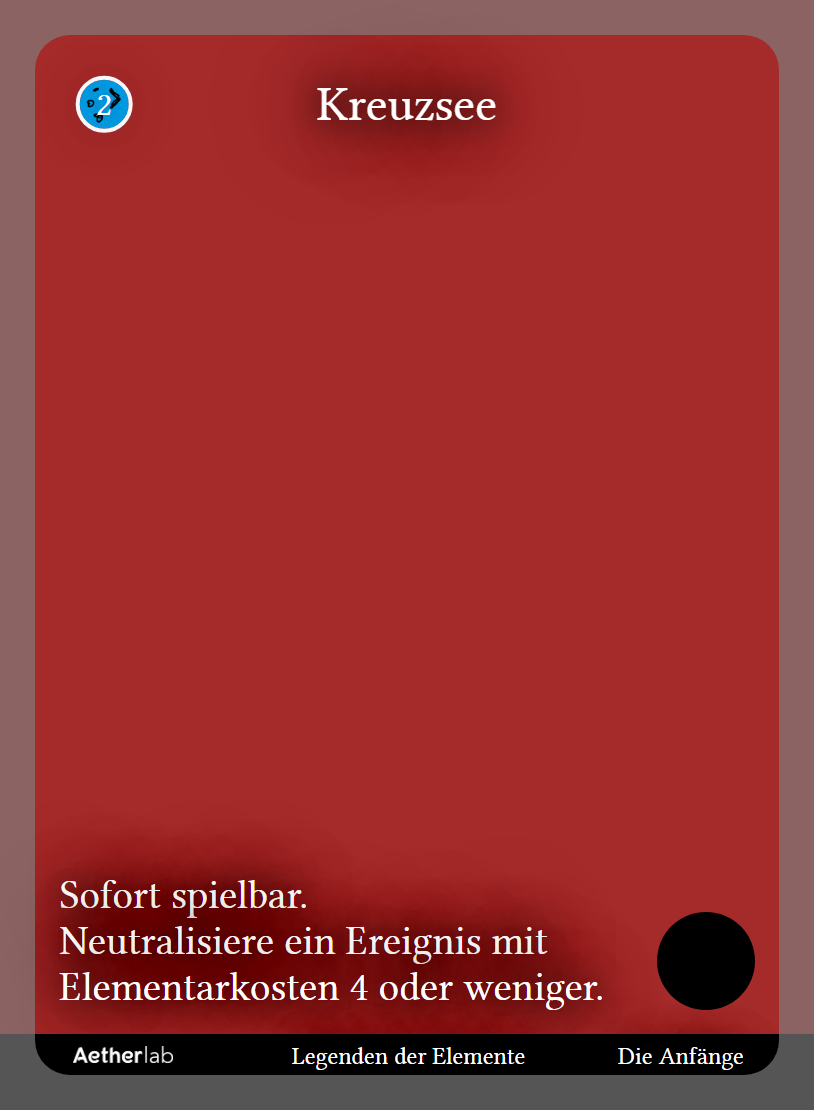 2
Kreuzsee
Sofort spielbar.
Neutralisiere ein Ereignis mit
Elementarkosten 4 oder weniger.
Aetherlab
Legenden der Elemente
Die Anfänge